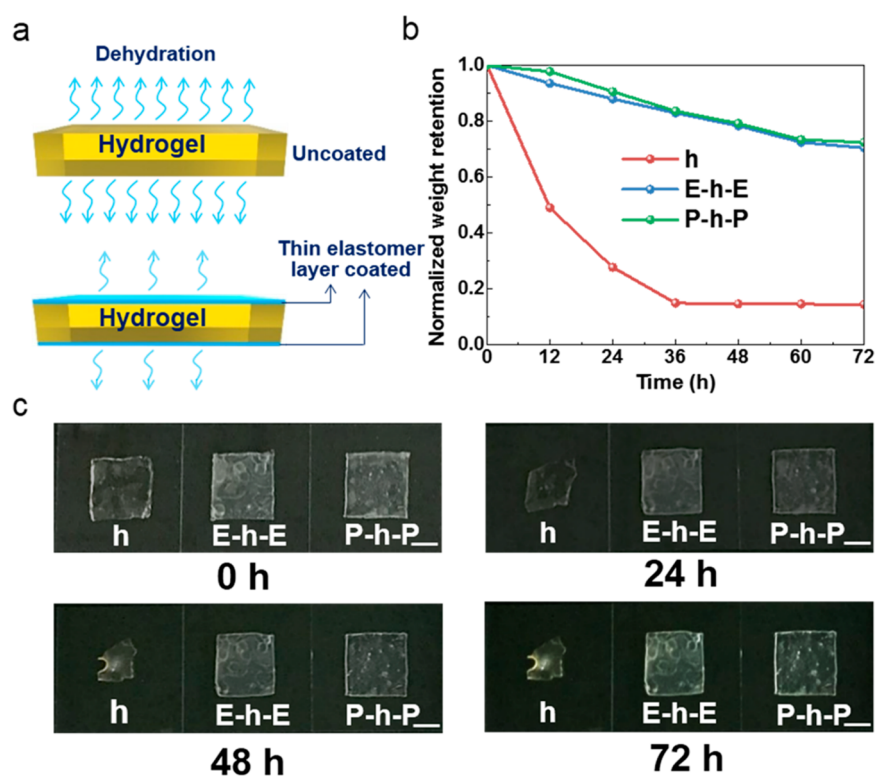 a
Dehydration
Hydrogel
Uncoated
Thin elastomer
layer coated
Hydrogel
b
Normalized weight retention
1.0
0.8
0.6
0.4
0.2
0.0
h
E-h-E
P-h-P
0 12 24 36 48 60 72
Time (h)
c
h E-h-E P-h-P
0 h
h E-h-E P-h-P
24 h
h E-h-E P-h-P
48 h
h E-h-E P-h-P
72 h